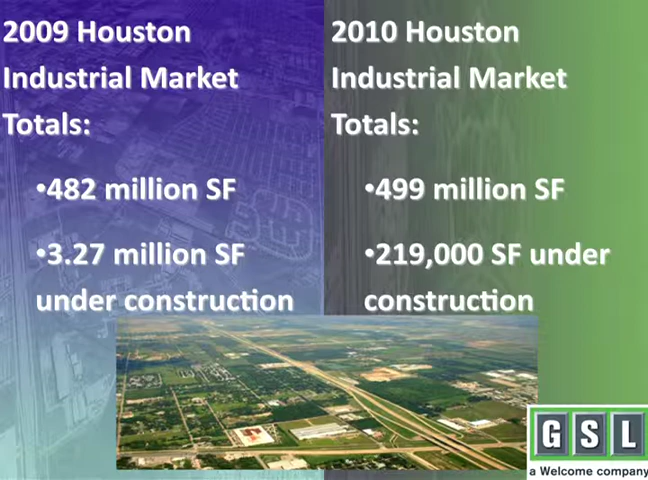 2009 Houston
Industrial Market
Totals:
•482 million SF
•3.27 million SF
under construction
2010 Houston
Industrial Market
Totals:
•499 million SF
•219,000 SF under
construction
GSL
a Welcome company